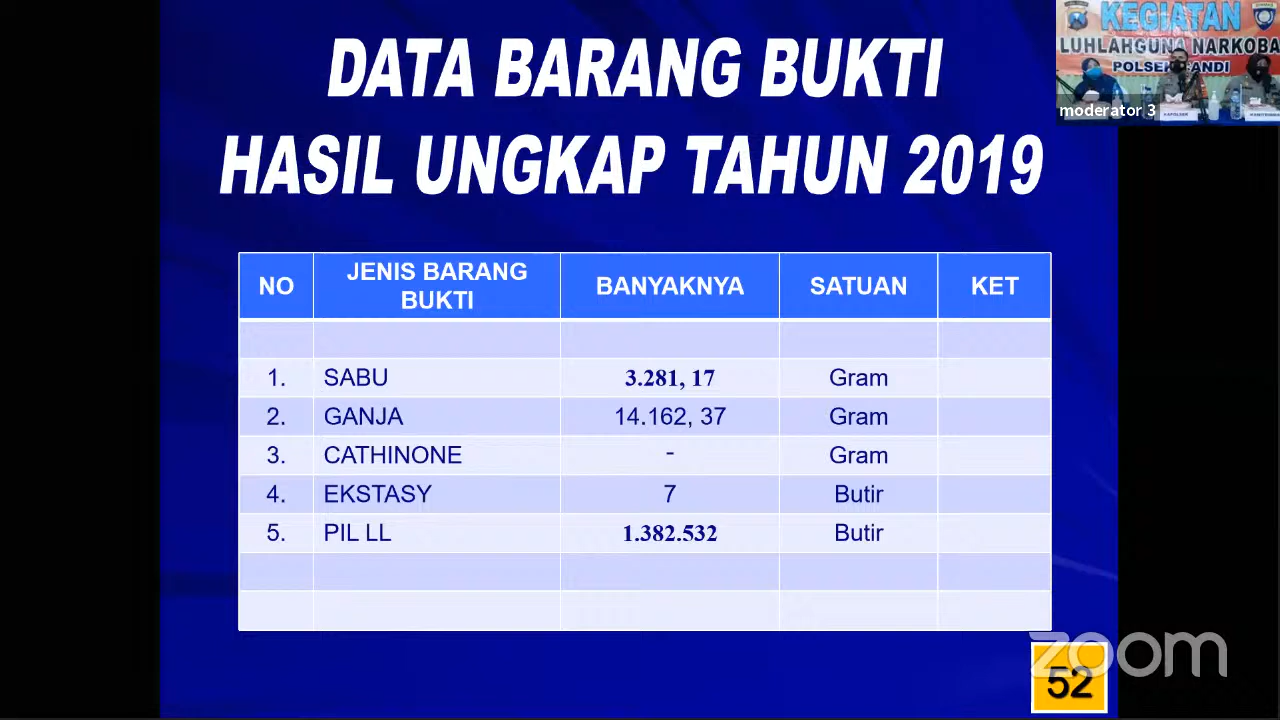 DATA BARANG BUKTI
HASIL UNGKAP TAHUN 2019
KEGIATAN
LUHLAHGUNA NARKOBA
POLSEK
moderator 3
NO JENIS BARANG BUKTI BANYAKNYA SATUAN KET
1. SABU 3.281, 17 Gram
2. GANJA 14.162, 37 Gram
3. CATHINONE - Gram
4. EKSTASY 7 Butir
5. PIL LL 1.382.532 Butir
zoom
52